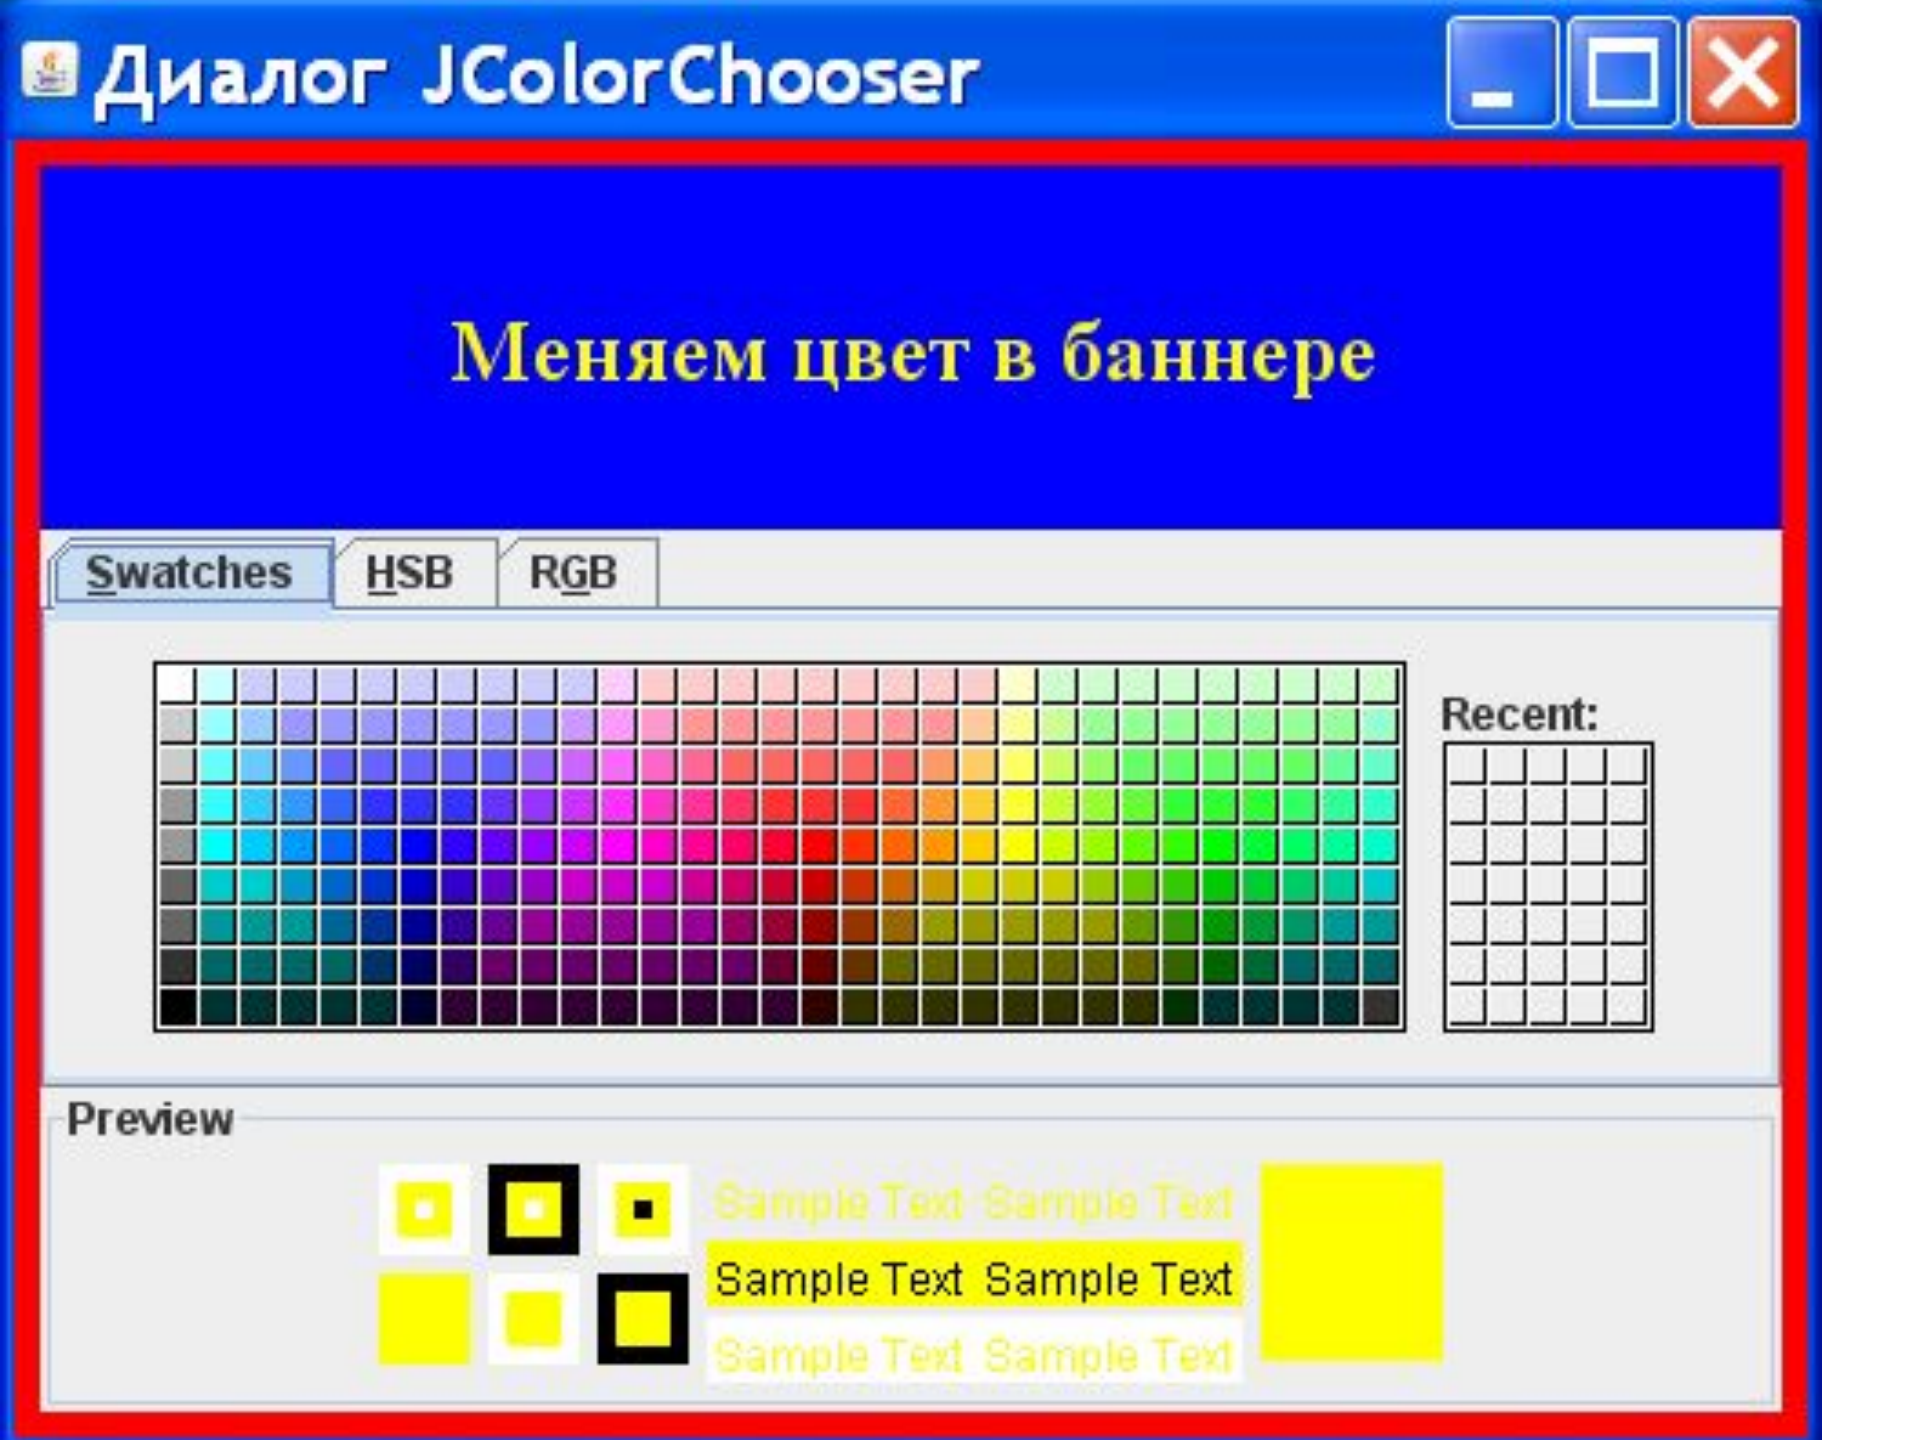 Диалог JColorChooser
Меняем цвет в баннере
Swatches HSB RGB
Recent:
Preview
Sample Text Sample Text
Sample Text Sample Text
Sample Text Sample Text